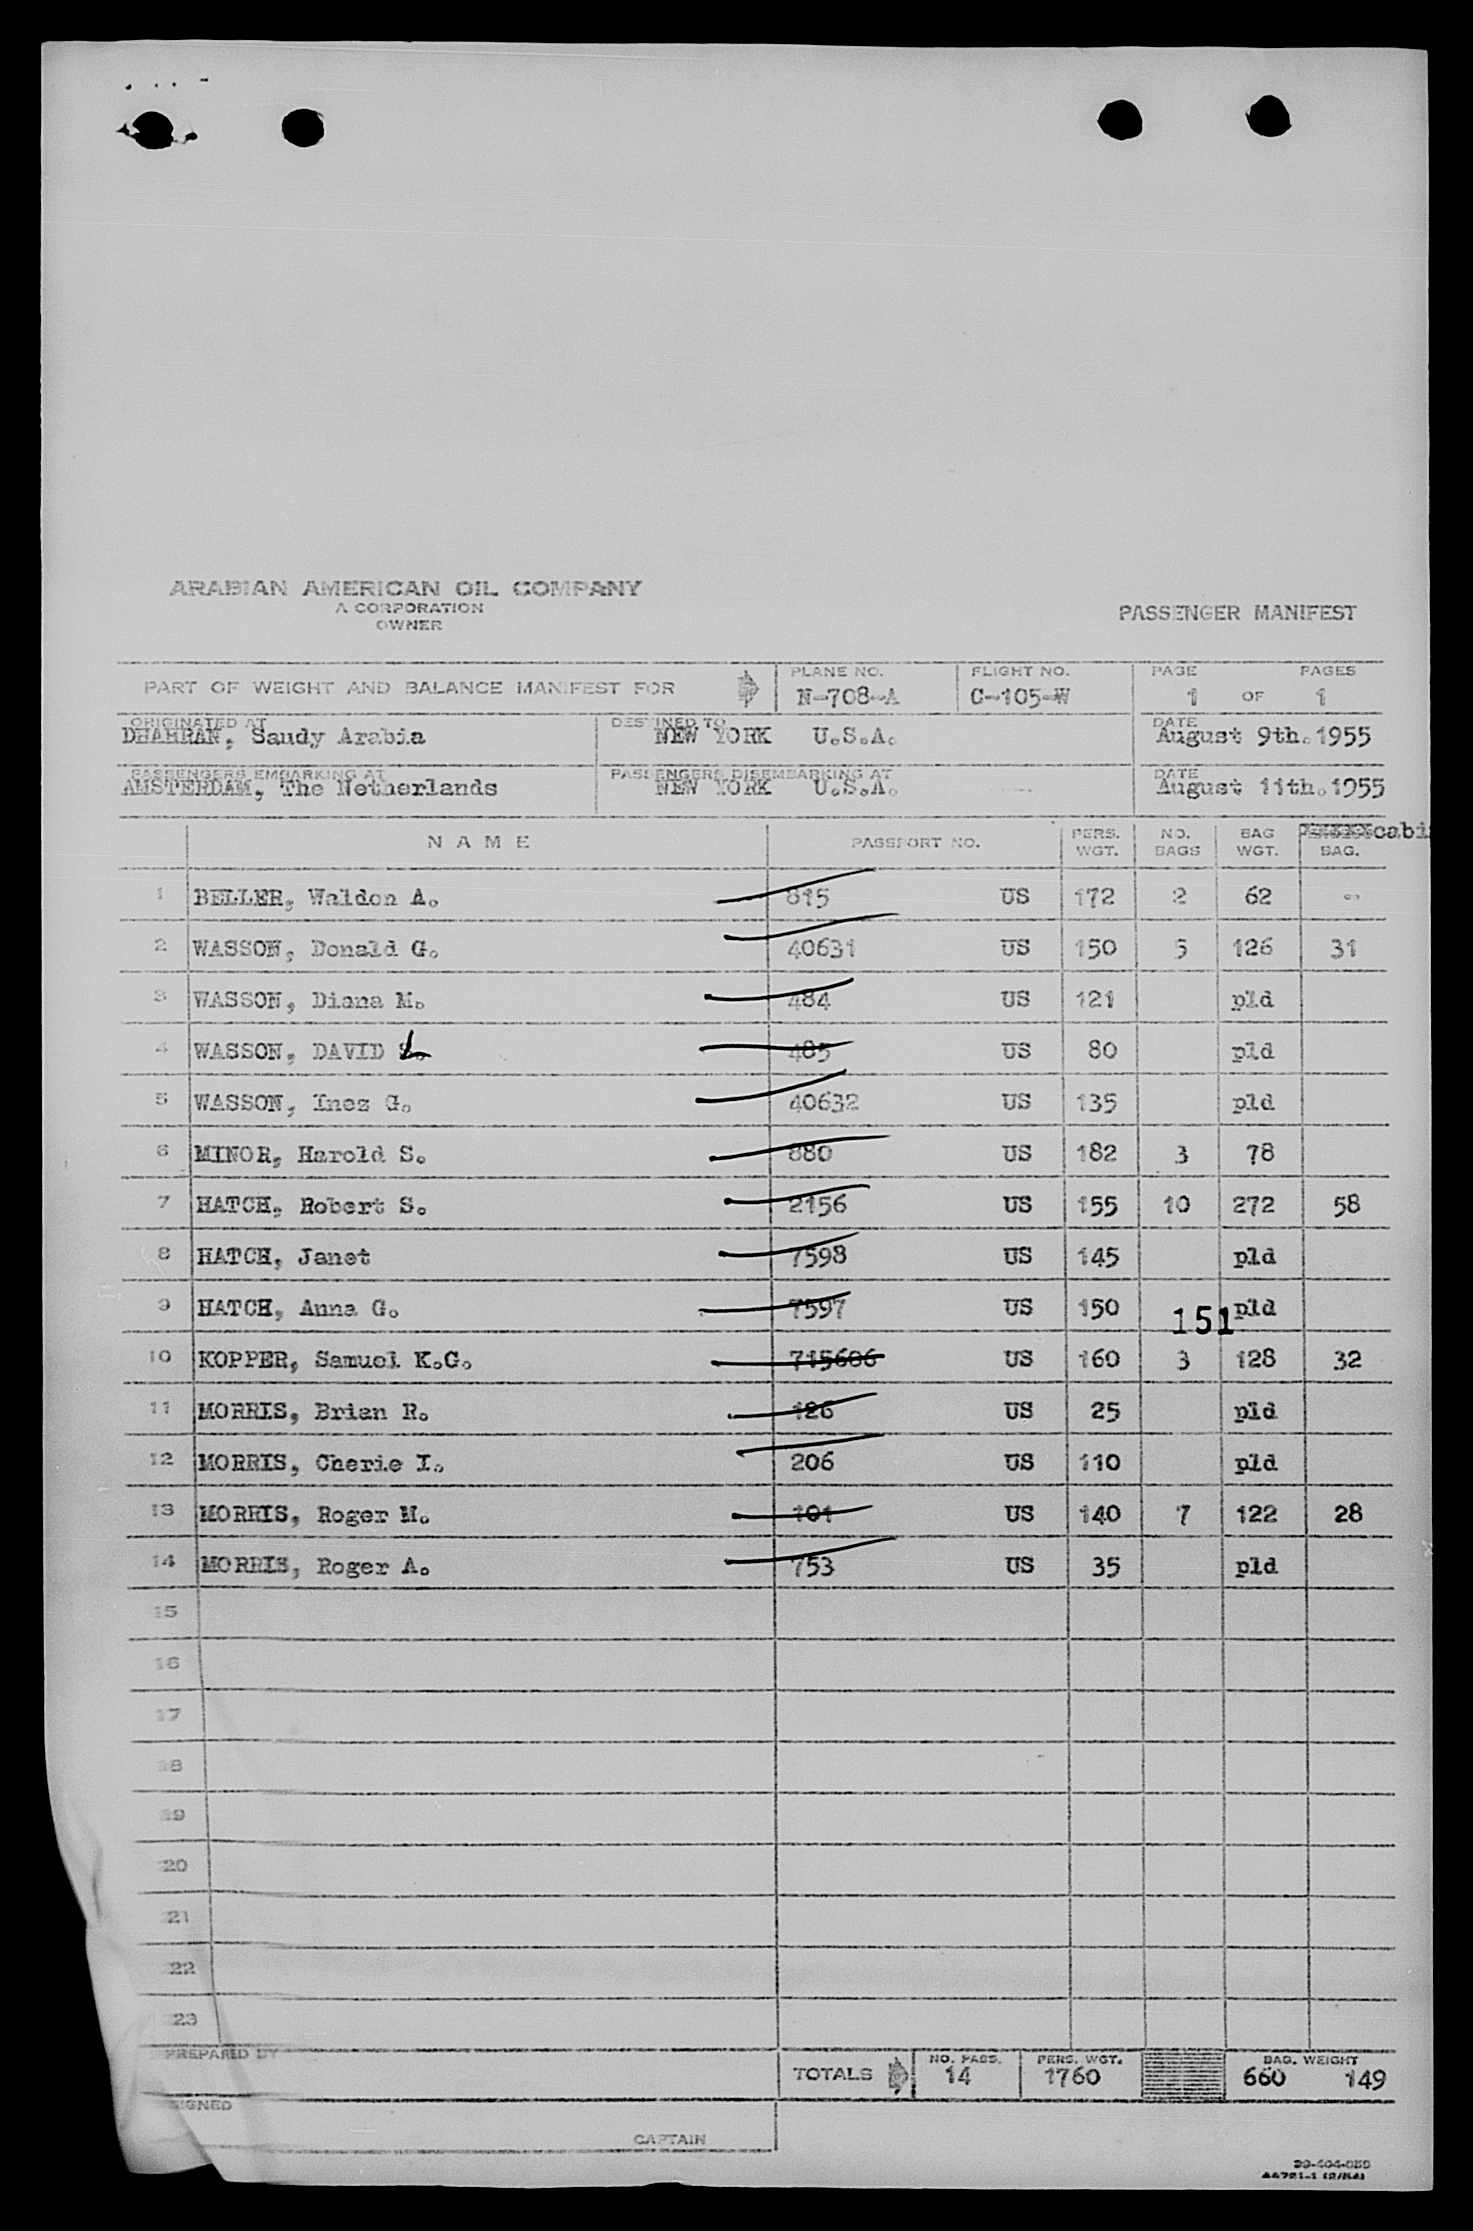 ARABIAN AMERICAN OIL COMPANY
A CORPORATION
OWNER
PASSENGER MANIFEST
PART OF WEIGHT AND BALANCE MANIFEST FOR
PLANE NO. N-708-A
FLIGHT NO. C-105-W
PAGE 1 OF PAGES 1
ORIGINATED AT DHAHRAN, Saudy Arabia
DESTINED TO NEW YORK U.S.A.
DATE August 9th.1955
PASSENGERS EMBARKING AT AMSTERDAM, The Netherlands
PASSENGERS DISEMBARKING AT NEW YORK U.S.A.
DATE August 11th.1955
NAME PASSPORT NO. PERS. WGT. NO. BAGS BAG WGT. cabi BAG.
1 BELLER, Waldon A. 815 US 172 2 62
2 WASSON, Donald G. 40631 US 150 5 126 31
3 WASSON, Diana M. 484 US 121 pld
4 WASSON, DAVID L 485 US 80 pld
5 WASSON, Inez G. 40632 US 135 pld
6 MINOR, Harold S. 880 US 182 3 78
7 HATCH, Robert S. 2156 US 155 10 272 58
8 HATCH, Janet 7598 US 145 pld
9 HATCH, Anna G. 7597 US 150 pld
151
10 KOPPER, Samuel K.G. 715606 US 160 3 128 32
11 MORRIS, Brian R. 126 US 25 pld
12 MORRIS, Cherie I. 206 US 110 pld
13 MORRIS, Roger M. 101 US 140 7 122 28
14 MORRIS, Roger A. 753 US 35 pld
15
16
17
18
19
20
21
22
23
PREPARED BY
TOTALS NO. PASS. 14 PERS. WGT. 1760 BAG. WEIGHT 660 149
SIGNED
CAPTAIN